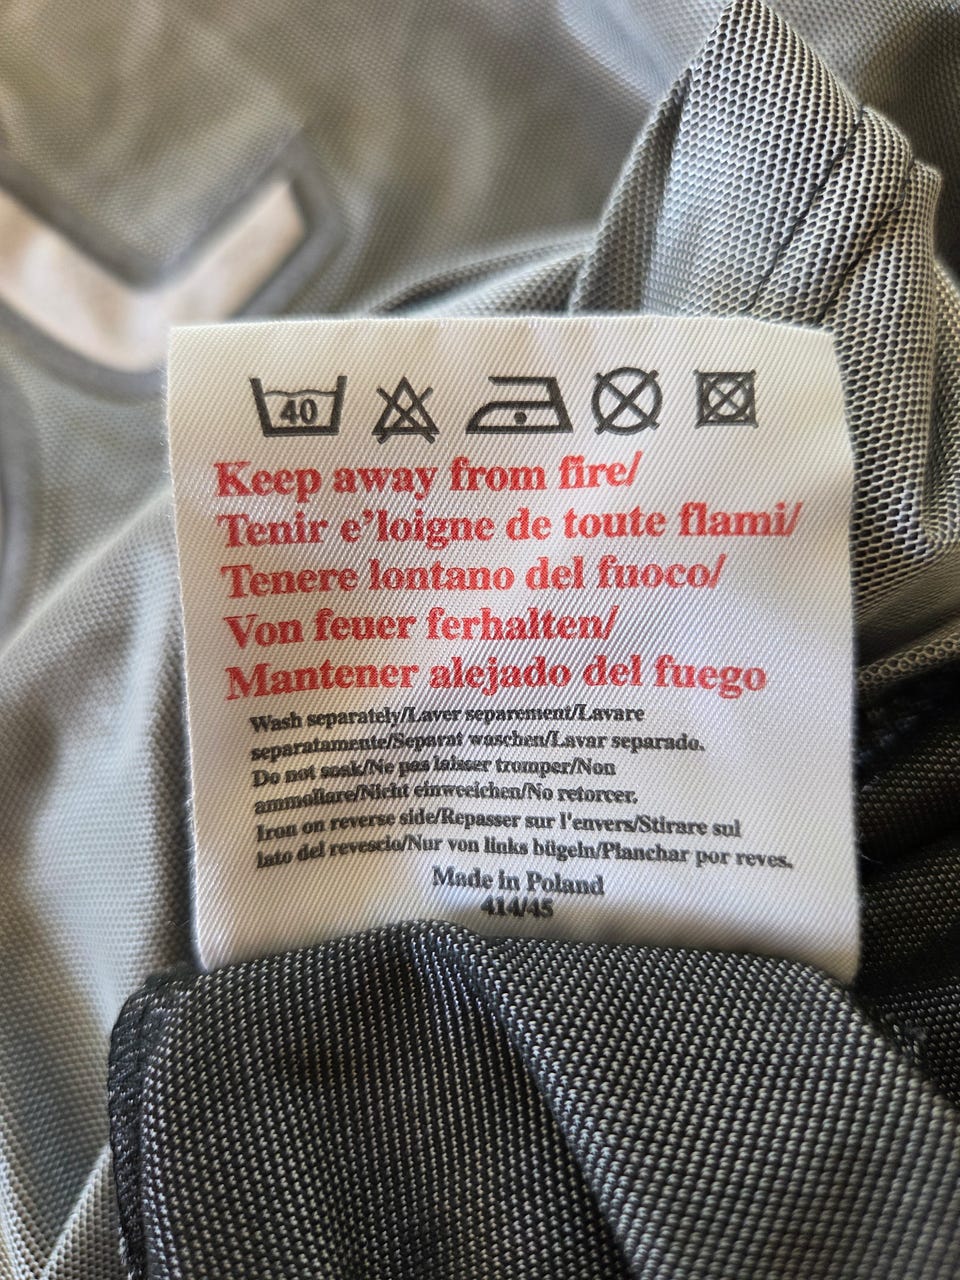 40
Keep away from fire/
Tenir e'loigne de toute flami/
Tenere lontano del fuoco/
Von feuer ferhalten/
Mantener alejado del fuego
Wash separately/Laver separement/Lavare
separatamente/Separat waschen/Lavar separado.
Do not soak/Ne pas laisser tromper/Non
ammollare/Nicht einweeichen/No retorcer.
Iron on reverse side/Repasser sur l'envers/Stirare sul
lato del revescio/Nur von links bügeln/Planchar por reves.
Made in Poland
414/45